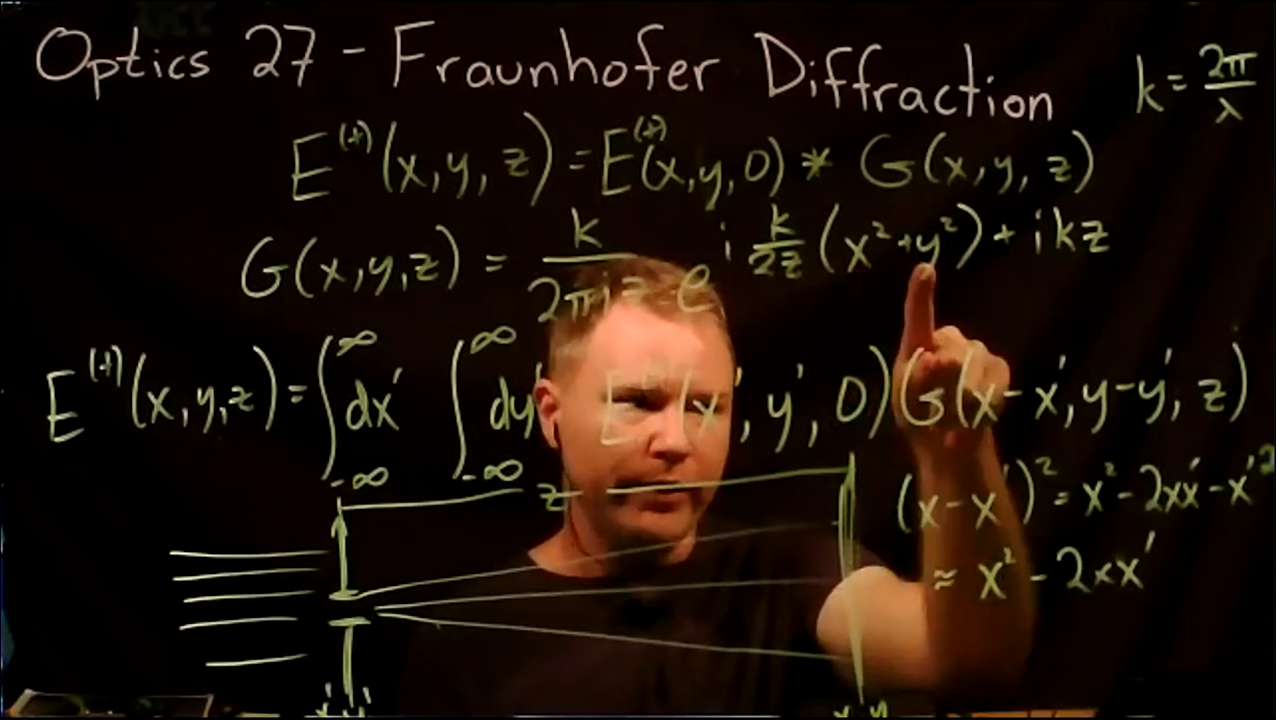 Optics 27 - Fraunhofer Diffraction
k = 2π/λ
E⁽⁺⁾(x, y, z) = E⁽⁺⁾(x, y, 0) * G(x, y, z)
G(x, y, z) = k/2πiz e^{i k/2z (x² + y²) + ikz}
E⁽⁺⁾(x, y, z) = ∫_{-∞}^{∞} dx' ∫_{-∞}^{∞} dy' E⁽⁺⁾(x', y', 0) G(x - x', y - y', z)
z
(x - x')² = x² - 2xx' - x'²
≈ x² - 2xx'
x' y'
x y